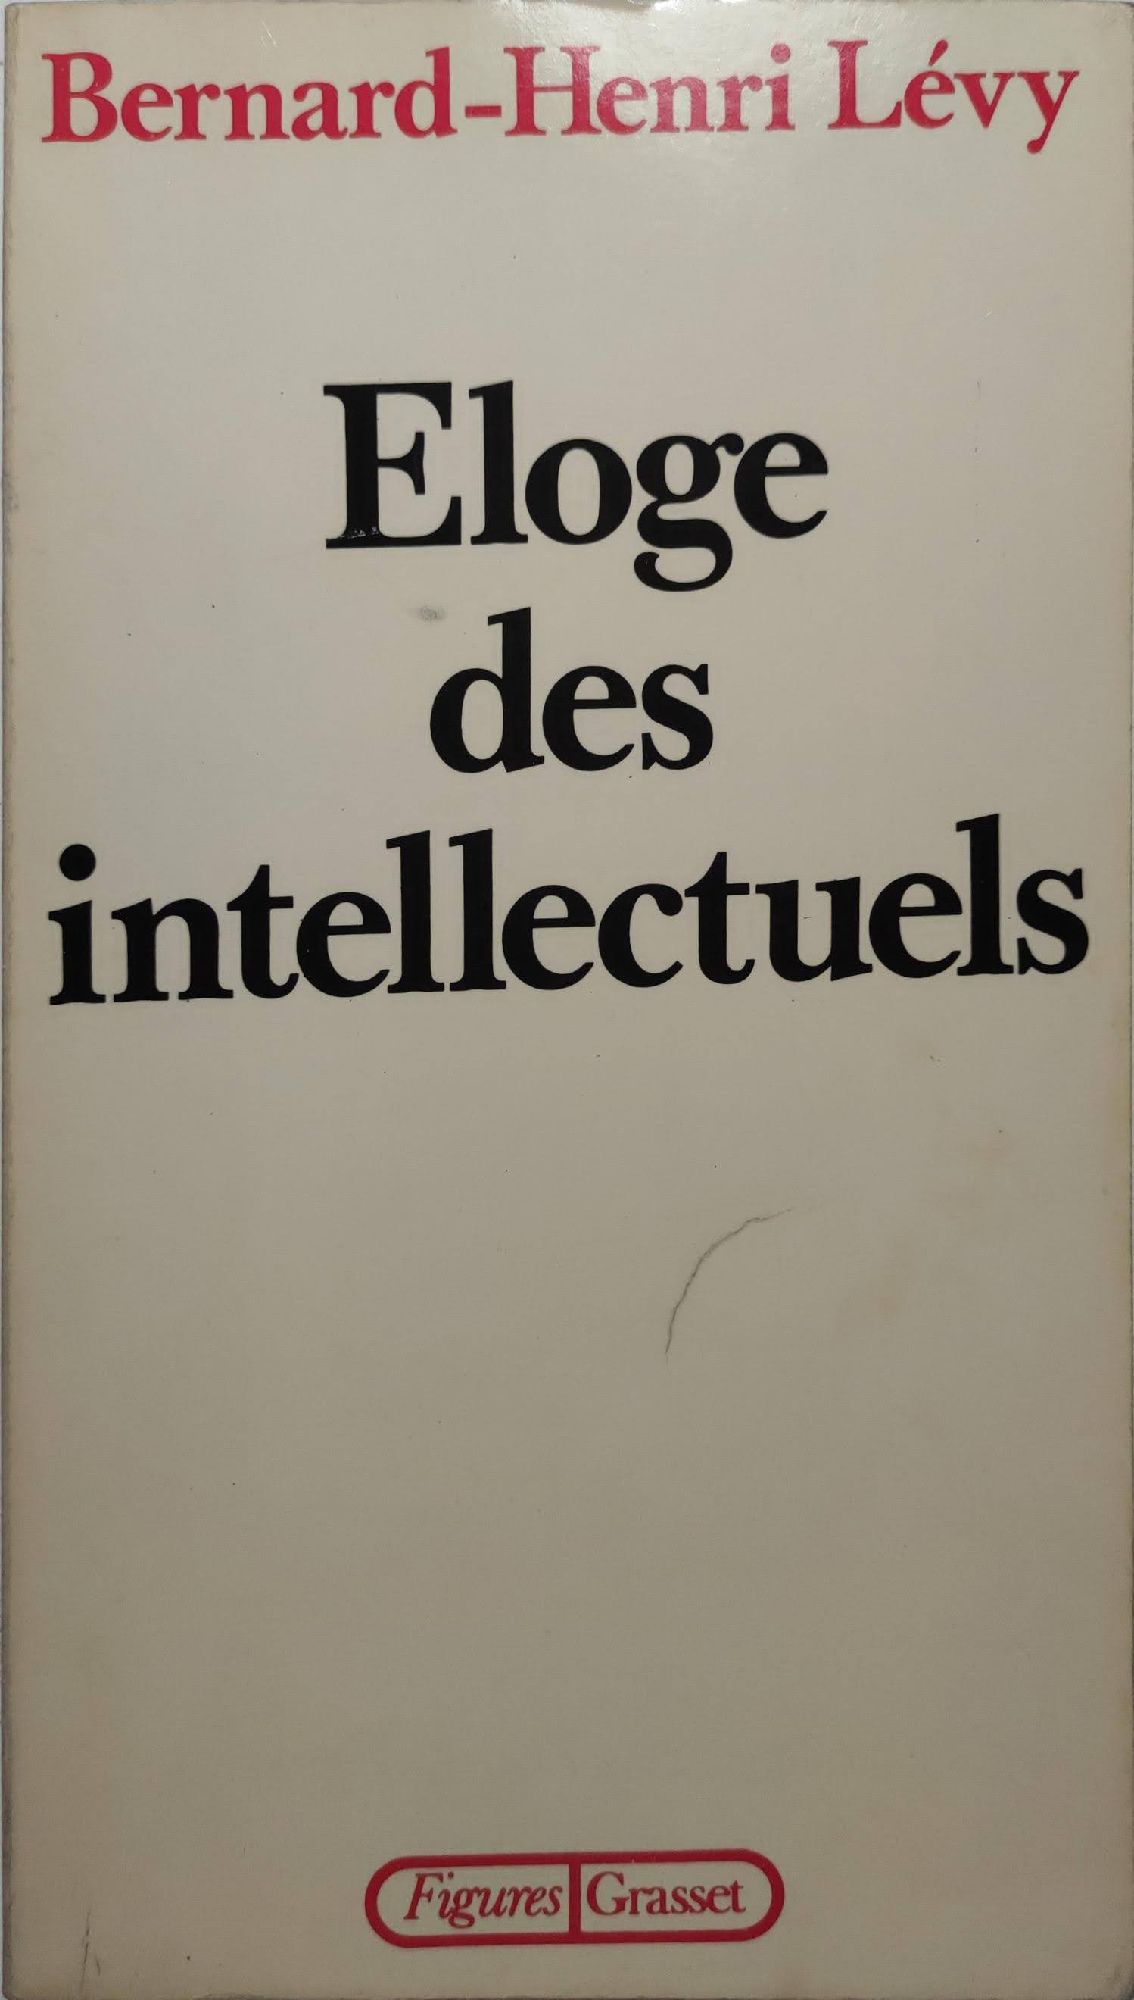 Bernard-Henri Lévy
Eloge
des
intellectuels
Figures Grasset